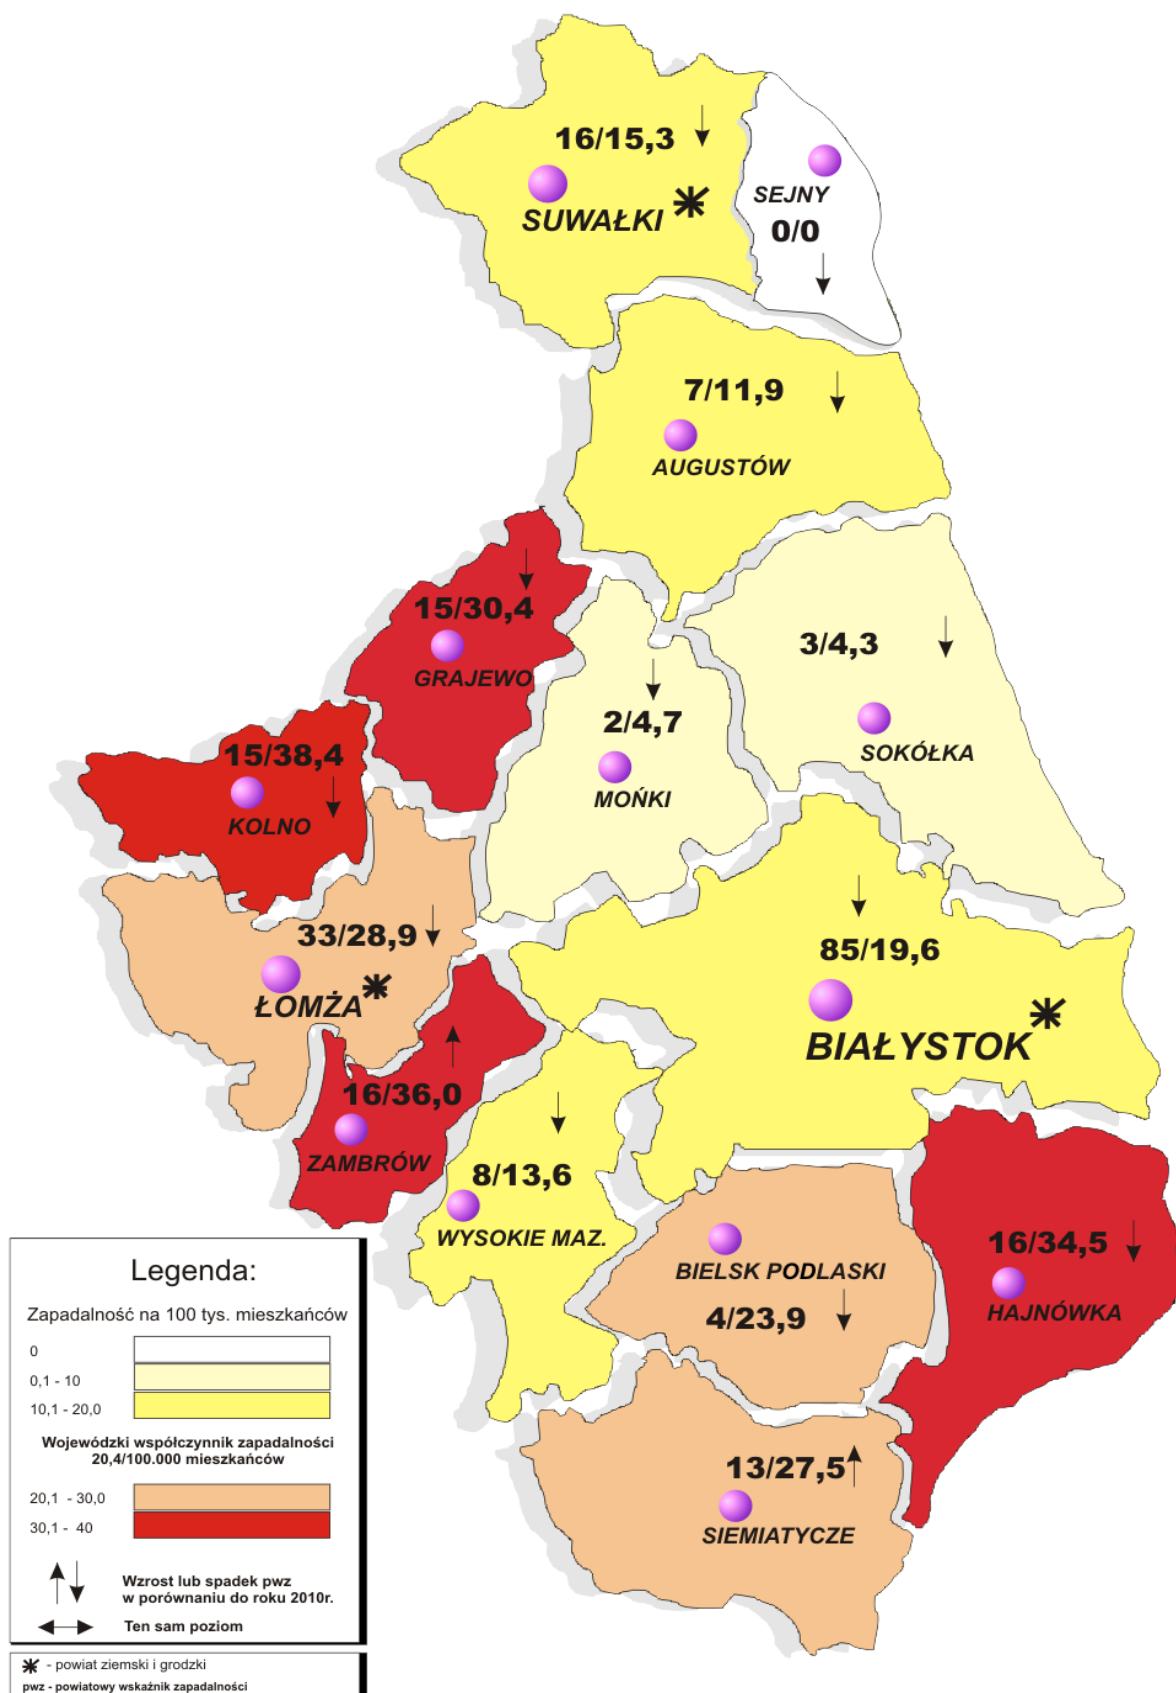 16/15,3
SUWAŁKI
SEJNY
0/0
7/11,9
AUGUSTÓW
15/30,4
GRAJEWO
3/4,3
SOKÓŁKA
2/4,7
MOŃKI
15/38,4
KOLNO
33/28,9
ŁOMŻA
85/19,6
BIAŁYSTOK
16/36,0
ZAMBRÓW
8/13,6
WYSOKIE MAZ.
BIELSK PODLASKI
4/23,9
16/34,5
HAJNÓWKA
13/27,5
SIEMIATYCZE
Legenda:
Zapadalność na 100 tys. mieszkańców
0
0,1 - 10
10,1 - 20,0
Wojewódzki współczynnik zapadalności
20,4/100.000 mieszkańców
20,1 - 30,0
30,1 - 40
Wzrost lub spadek pwz
w porównaniu do roku 2010r.
Ten sam poziom
- powiat ziemski i grodzki
pwz - powiatowy wskaźnik zapadalności